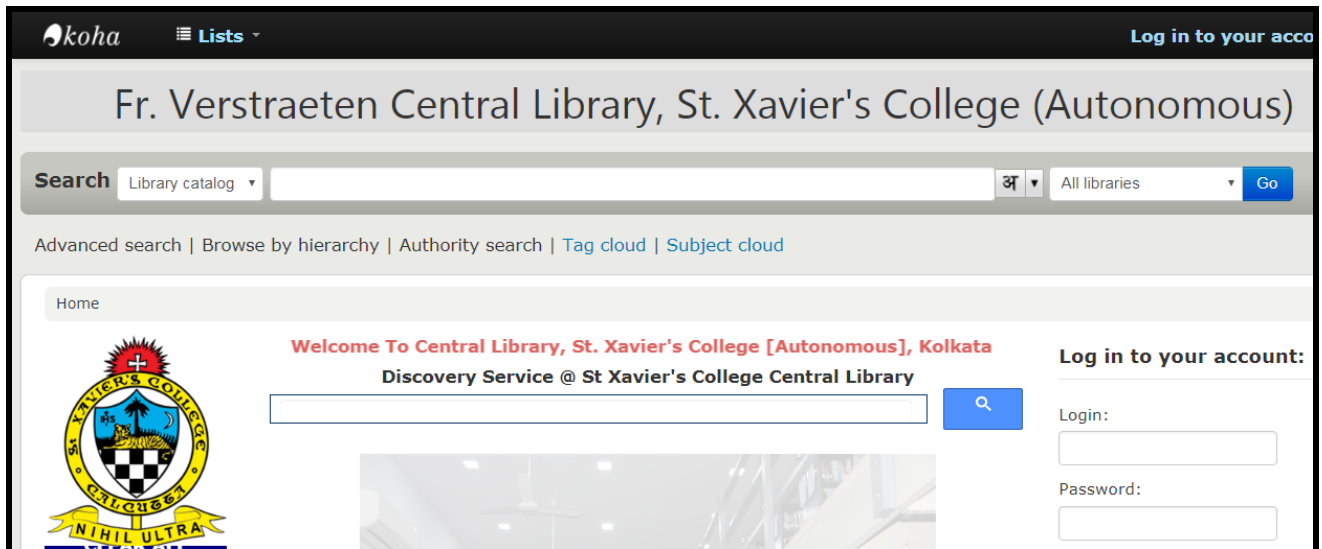 koha Lists Log in to your acco
Fr. Verstraeten Central Library, St. Xavier's College (Autonomous)
Search Library catalog अ All libraries Go
Advanced search | Browse by hierarchy | Authority search | Tag cloud | Subject cloud
Home
Welcome To Central Library, St. Xavier's College [Autonomous], Kolkata
Discovery Service @ St Xavier's College Central Library
Log in to your account:
Login:
Password:
ST XAVIER'S COLLEGE
CALCUTTA
NIHIL ULTRA